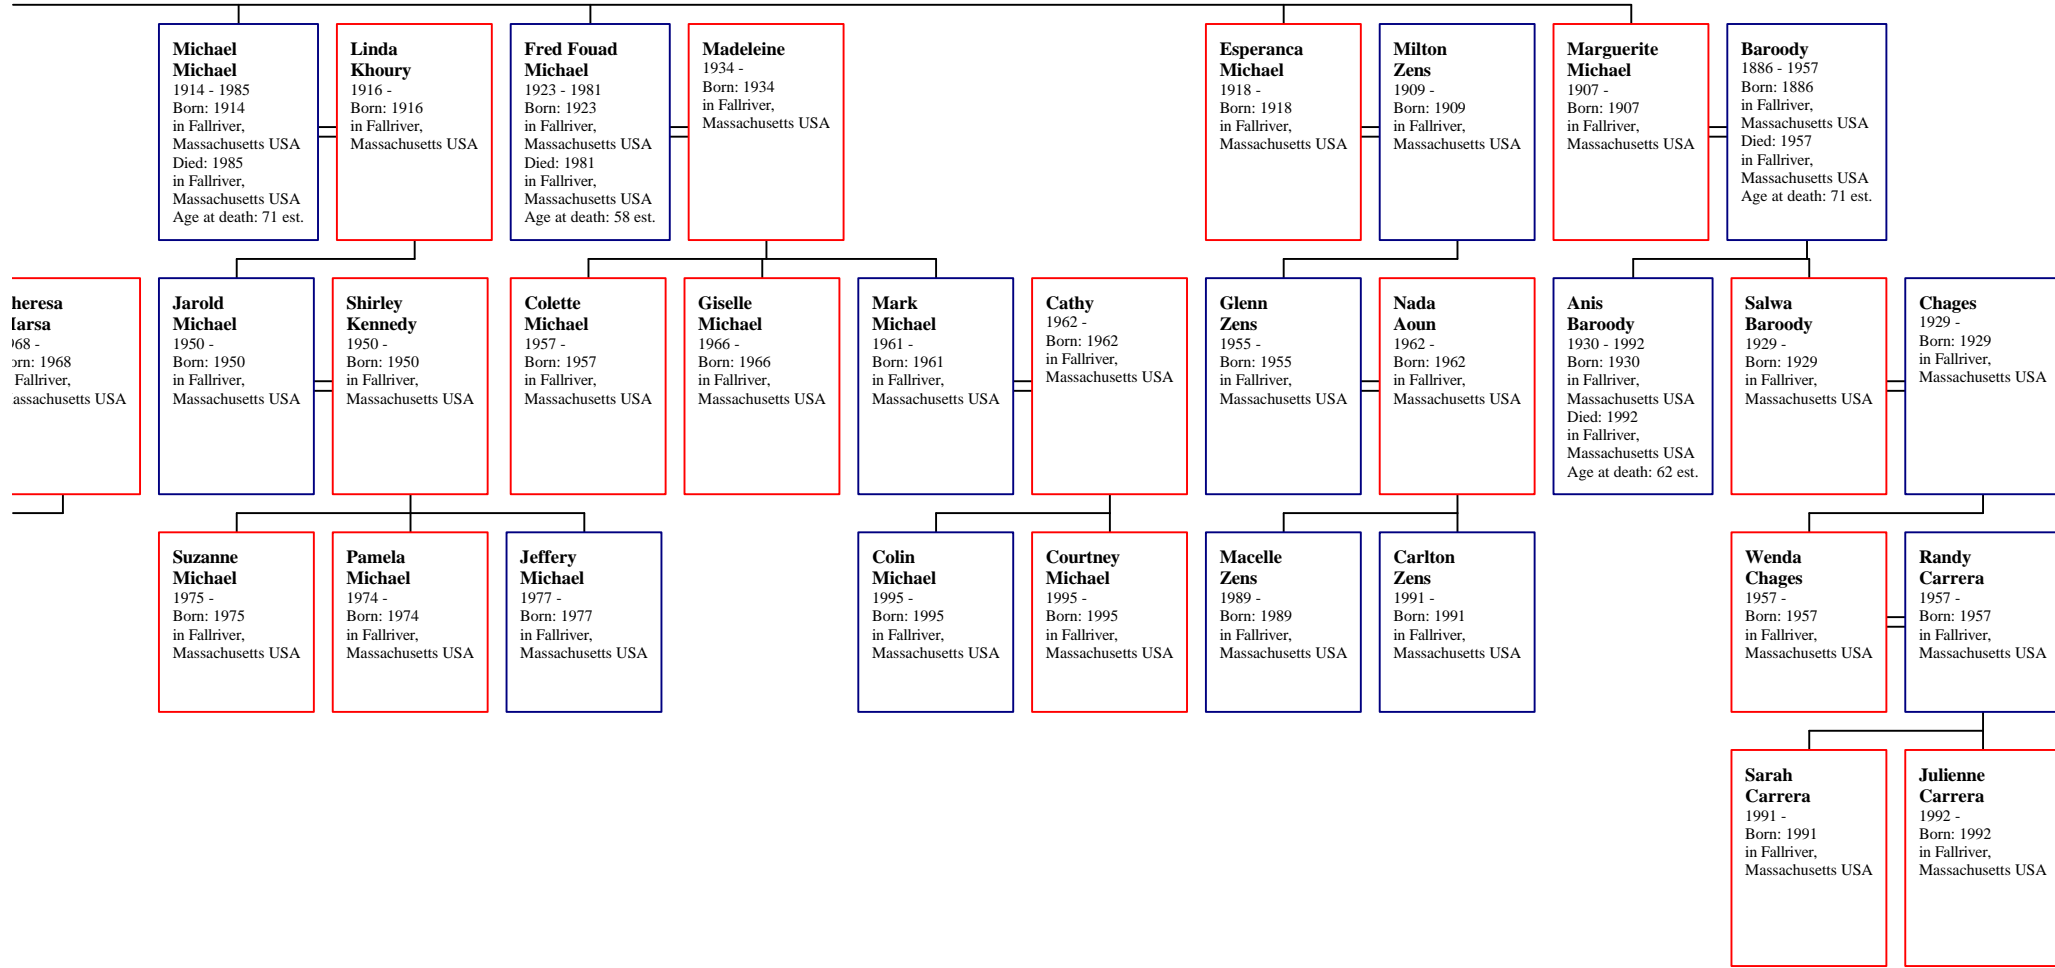 Michael
Michael
1914 - 1985
Born: 1914
in Fallriver,
Massachusetts USA
Died: 1985
in Fallriver,
Massachusetts USA
Age at death: 71 est.
Linda
Khoury
1916 -
Born: 1916
in Fallriver,
Massachusetts USA
Fred Fouad
Michael
1923 - 1981
Born: 1923
in Fallriver,
Massachusetts USA
Died: 1981
in Fallriver,
Massachusetts USA
Age at death: 58 est.
Madeleine
1934 -
Born: 1934
in Fallriver,
Massachusetts USA
Esperanca
Michael
1918 -
Born: 1918
in Fallriver,
Massachusetts USA
Milton
Zens
1909 -
Born: 1909
in Fallriver,
Massachusetts USA
Marguerite
Michael
1907 -
Born: 1907
in Fallriver,
Massachusetts USA
Baroody
1886 - 1957
Born: 1886
in Fallriver,
Massachusetts USA
Died: 1957
in Fallriver,
Massachusetts USA
Age at death: 71 est.
heresa
arsa
968 -
orn: 1968
Fallriver,
assachusetts USA
Jarold
Michael
1950 -
Born: 1950
in Fallriver,
Massachusetts USA
Shirley
Kennedy
1950 -
Born: 1950
in Fallriver,
Massachusetts USA
Colette
Michael
1957 -
Born: 1957
in Fallriver,
Massachusetts USA
Giselle
Michael
1966 -
Born: 1966
in Fallriver,
Massachusetts USA
Mark
Michael
1961 -
Born: 1961
in Fallriver,
Massachusetts USA
Cathy
1962 -
Born: 1962
in Fallriver,
Massachusetts USA
Glenn
Zens
1955 -
Born: 1955
in Fallriver,
Massachusetts USA
Nada
Aoun
1962 -
Born: 1962
in Fallriver,
Massachusetts USA
Anis
Baroody
1930 - 1992
Born: 1930
in Fallriver,
Massachusetts USA
Died: 1992
in Fallriver,
Massachusetts USA
Age at death: 62 est.
Salwa
Baroody
1929 -
Born: 1929
in Fallriver,
Massachusetts USA
Chages
1929 -
Born: 1929
in Fallriver,
Massachusetts USA
Suzanne
Michael
1975 -
Born: 1975
in Fallriver,
Massachusetts USA
Pamela
Michael
1974 -
Born: 1974
in Fallriver,
Massachusetts USA
Jeffery
Michael
1977 -
Born: 1977
in Fallriver,
Massachusetts USA
Colin
Michael
1995 -
Born: 1995
in Fallriver,
Massachusetts USA
Courtney
Michael
1995 -
Born: 1995
in Fallriver,
Massachusetts USA
Macelle
Zens
1989 -
Born: 1989
in Fallriver,
Massachusetts USA
Carlton
Zens
1991 -
Born: 1991
in Fallriver,
Massachusetts USA
Wenda
Chages
1957 -
Born: 1957
in Fallriver,
Massachusetts USA
Randy
Carrera
1957 -
Born: 1957
in Fallriver,
Massachusetts USA
Sarah
Carrera
1991 -
Born: 1991
in Fallriver,
Massachusetts USA
Julienne
Carrera
1992 -
Born: 1992
in Fallriver,
Massachusetts USA